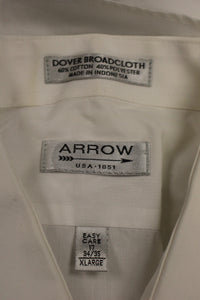 DOVER BROADCLOTH
60% COTTON 40% POLYESTER
MADE IN INDONESIA
ARROW
USA·1851
EASY
CARE
17
34/35
XLARGE